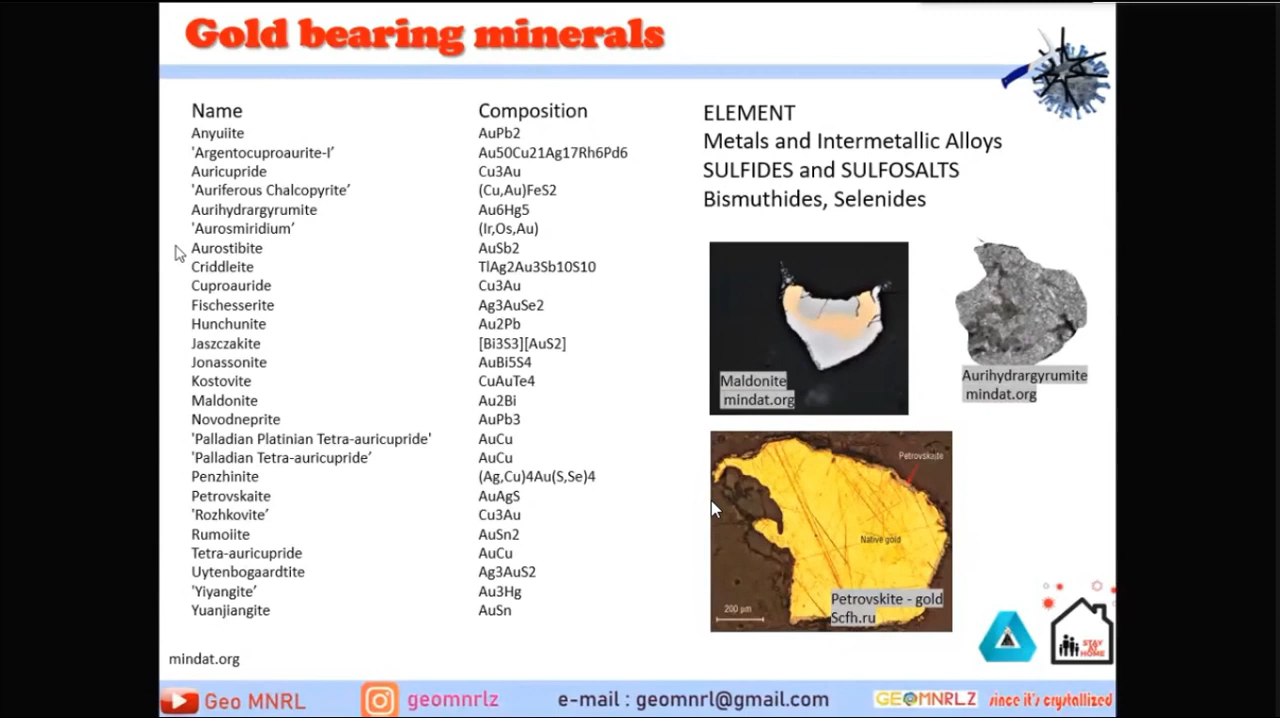 Gold bearing minerals
Name Composition
Anyuiite AuPb2
'Argentocuproaurite-I’ Au50Cu21Ag17Rh6Pd6
Auricupride Cu3Au
'Auriferous Chalcopyrite’ (Cu,Au)FeS2
Aurihydrargyrumite Au6Hg5
'Aurosmiridium’ (Ir,Os,Au)
Aurostibite AuSb2
Criddleite TlAg2Au3Sb10S10
Cuproauride Cu3Au
Fischesserite Ag3AuSe2
Hunchunite Au2Pb
Jaszczakite [Bi3S3][AuS2]
Jonassonite AuBi5S4
Kostovite CuAuTe4
Maldonite Au2Bi
Novodneprite AuPb3
'Palladian Platinian Tetra-auricupride' AuCu
'Palladian Tetra-auricupride’ AuCu
Penzhinite (Ag,Cu)4Au(S,Se)4
Petrovskaite AuAgS
'Rozhkovite’ Cu3Au
Rumoiite AuSn2
Tetra-auricupride AuCu
Uytenbogaardtite Ag3AuS2
'Yiyangite’ Au3Hg
Yuanjiangite AuSn
mindat.org
ELEMENT
Metals and Intermetallic Alloys
SULFIDES and SULFOSALTS
Bismuthides, Selenides
Maldonite
mindat.org
Aurihydrargyrumite
mindat.org
Petrovskaite
Native gold
200 μm
Petrovskite - gold
Scfh.ru
STAY
AT
HOME
Geo MNRL geomnrlz e-mail : geomnrl@gmail.com GEOMNRLZ since it's crystallized